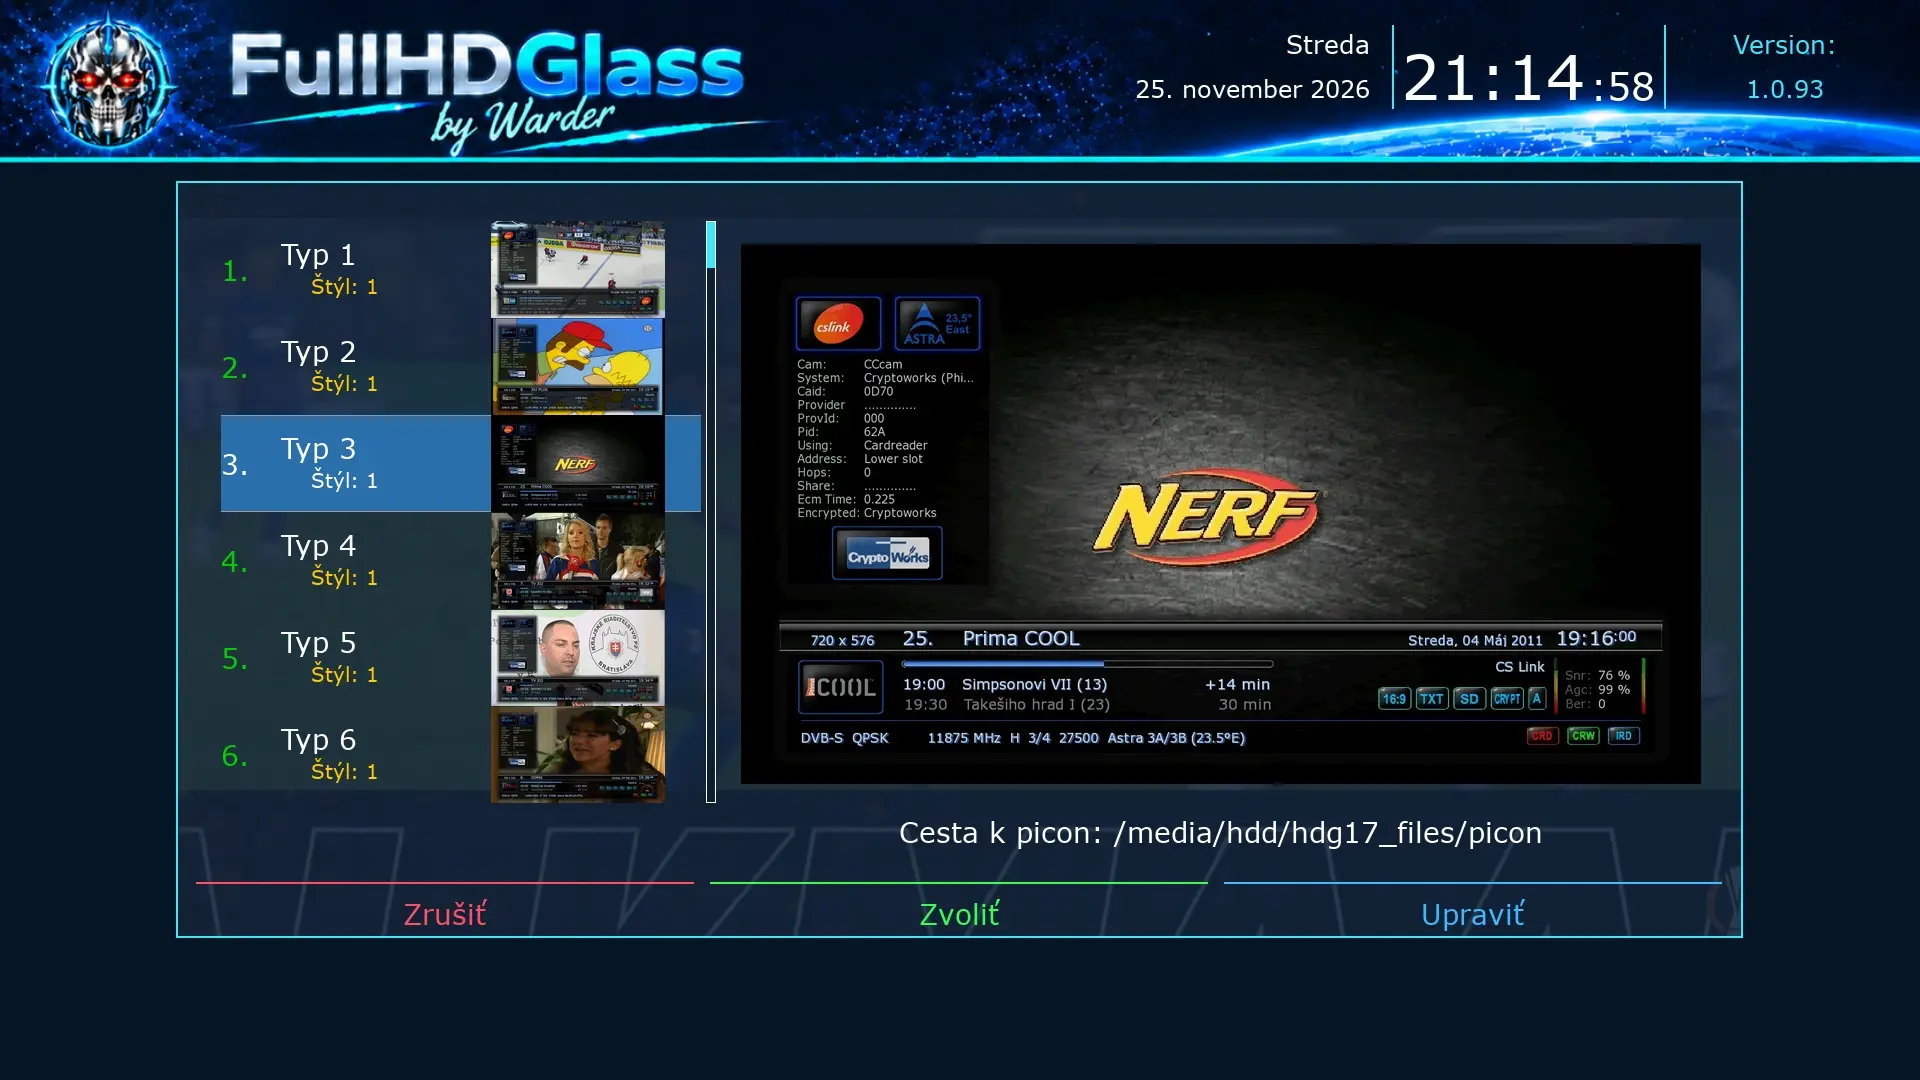 FullHDGlass
by Warder
Streda
25. november 2026
21:14:58
Version:
1.0.93
1.
Typ 1
Štýl: 1
2.
Typ 2
Štýl: 1
3.
Typ 3
Štýl: 1
4.
Typ 4
Štýl: 1
5.
Typ 5
Štýl: 1
6.
Typ 6
Štýl: 1
cslink
ASTRA 23,5° East
Cam: CCcam
System: Cryptoworks (Phi...
Caid: 0D70
Provider ..............
ProvId: 000
Pid: 62A
Using: Cardreader
Address: Lower slot
Hops: 0
Share: ..............
Ecm Time: 0.225
Encrypted: Cryptoworks
CryptoWorks
NERF
720 x 576 25. Prima COOL Streda, 04 Máj 2011 19:16:00
COOL
19:00 Simpsonovi VII (13) +14 min
19:30 Takešiho hrad I (23) 30 min
CS Link
16:9 TXT SD CRYPT A
Snr: 76 %
Agc: 99 %
Ber: 0
DVB-S QPSK 11875 MHz H 3/4 27500 Astra 3A/3B (23.5°E)
CRD CRW IRD
Cesta k picon: /media/hdd/hdg17_files/picon
Zrušiť
Zvoliť
Upraviť